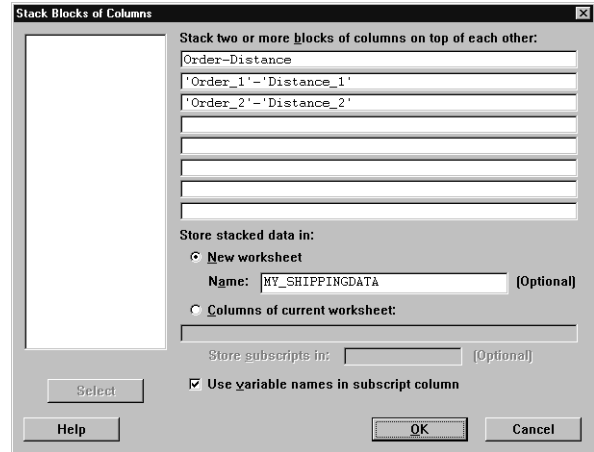 Stack Blocks of Columns
Stack two or more blocks of columns on top of each other:
Order-Distance
'Order_1'-'Distance_1'
'Order_2'-'Distance_2'
Store stacked data in:
New worksheet
Name: MY_SHIPPINGDATA (Optional)
Columns of current worksheet:
Store subscripts in: (Optional)
Select
Use variable names in subscript column
Help OK Cancel